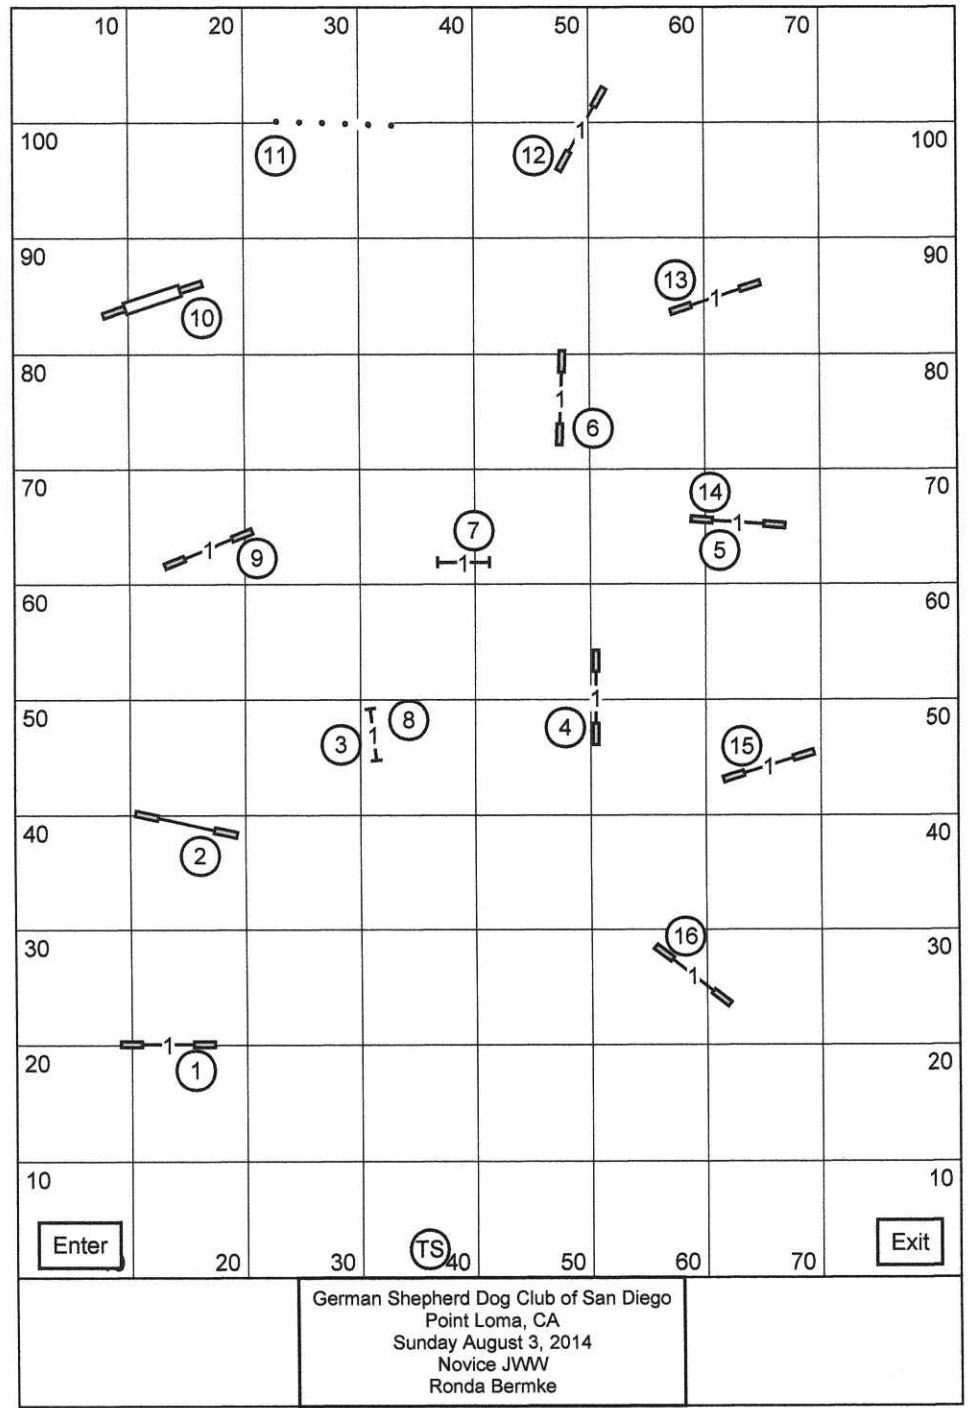 10 20 30 40 50 60 70
100 11 12 1 100
90 90
10 13 1
80 80
1 6
70 70
14
7
1 9 1 1 5
60 60
50 1 50
3 1 8 4 15 1
40 40
2
30 30
16
1
20 1 1 20
10 10
Enter TS Exit
20 30 40 50 60 70
German Shepherd Dog Club of San Diego
Point Loma, CA
Sunday August 3, 2014
Novice JWW
Ronda Bermke